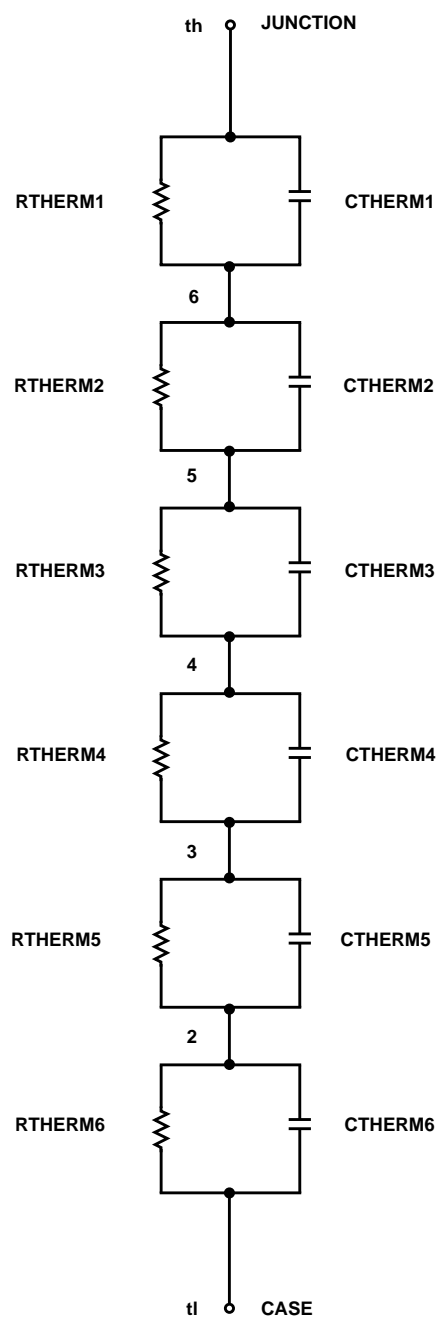 th JUNCTION
RTHERM1 CTHERM1
6
RTHERM2 CTHERM2
5
RTHERM3 CTHERM3
4
RTHERM4 CTHERM4
3
RTHERM5 CTHERM5
2
RTHERM6 CTHERM6
tl CASE